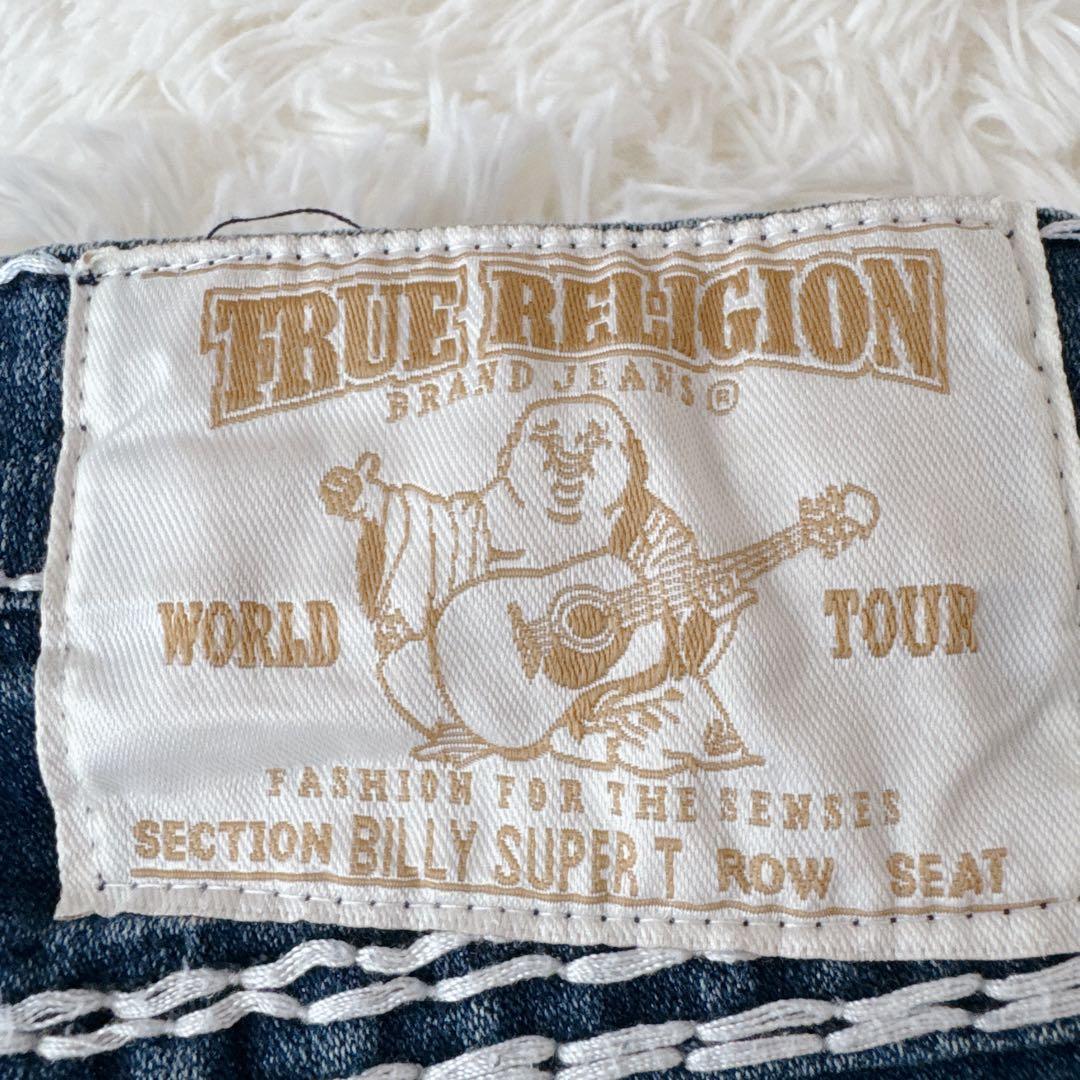 TRUE RELIGION
BRAND JEANS®
WORLD TOUR
FASHION FOR THE SENSES
SECTION BILLY SUPER T ROW SEAT